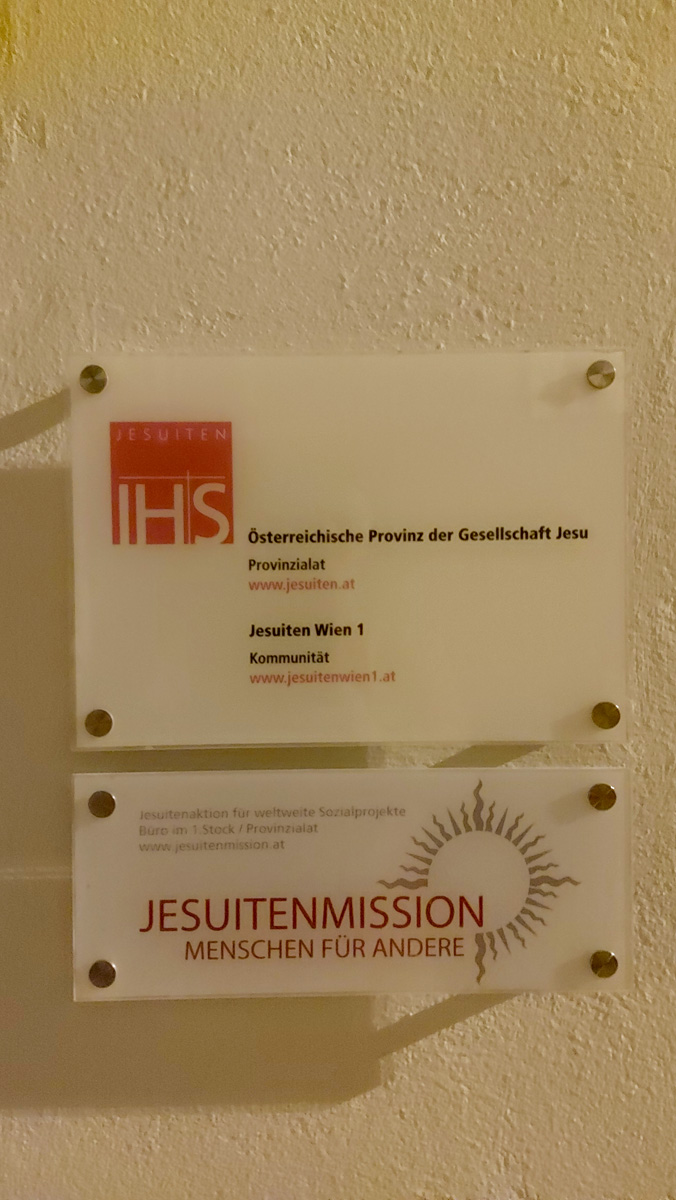 JESUITEN
IHS
Österreichische Provinz der Gesellschaft Jesu
Provinzialat
www.jesuiten.at
Jesuiten Wien 1
Kommunität
www.jesuitenwien1.at
Jesuitenaktion für weltweite Sozialprojekte
Büro im 1.Stock / Provinzialat
www.jesuitenmission.at
JESUITENMISSION
MENSCHEN FÜR ANDERE